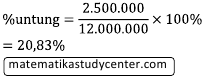 %untung = 2.500.000 / 12.000.000 × 100%
= 20,83%
matematikastudycenter.com